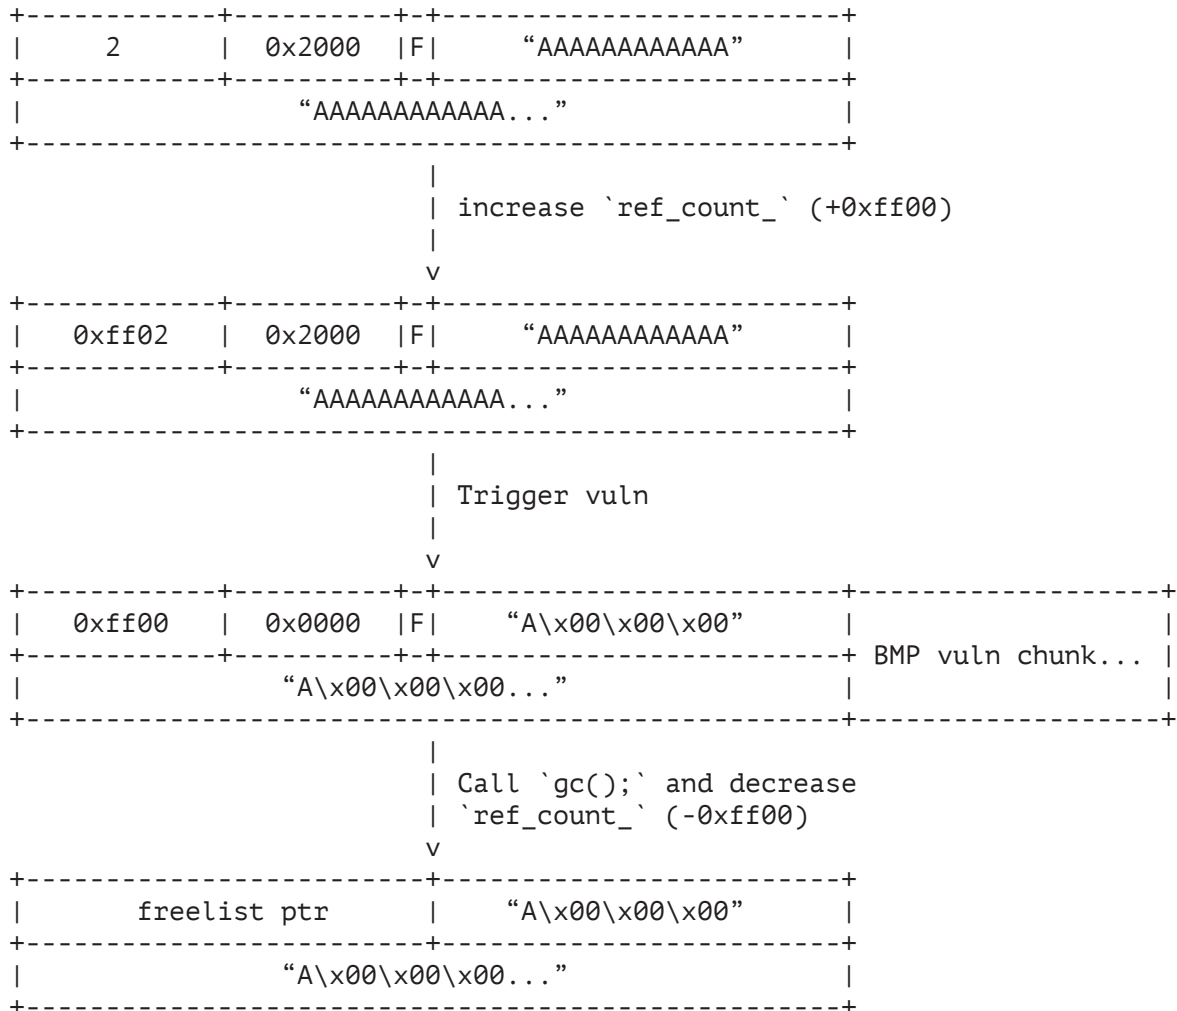 +------------+----------+-+-------------------------+
|     2      |  0x2000  |F|     “AAAAAAAAAAAA”      |
+------------+----------+-+-------------------------+
|                 “AAAAAAAAAAAA...”                 |
+---------------------------------------------------+
                          |
                          | increase `ref_count_` (+0xff00)
                          |
                          v
+------------+----------+-+-------------------------+
|   0xff02   |  0x2000  |F|     “AAAAAAAAAAAA”      |
+------------+----------+-+-------------------------+
|                 “AAAAAAAAAAAA...”                 |
+---------------------------------------------------+
                          |
                          | Trigger vuln
                          |
                          v
+------------+----------+-+-------------------------+-------------------+
|   0xff00   |  0x0000  |F|    “A\x00\x00\x00”      |                   |
+------------+----------+-+-------------------------+ BMP vuln chunk... |
|                “A\x00\x00\x00...”                 |                   |
+---------------------------------------------------+-------------------+
                          |
                          | Call `gc();` and decrease
                          | `ref_count_` (-0xff00)
                          v
+-------------------------+-------------------------+
|       freelist ptr      |    “A\x00\x00\x00”      |
+-------------------------+-------------------------+
|                “A\x00\x00\x00...”                 |
+---------------------------------------------------+